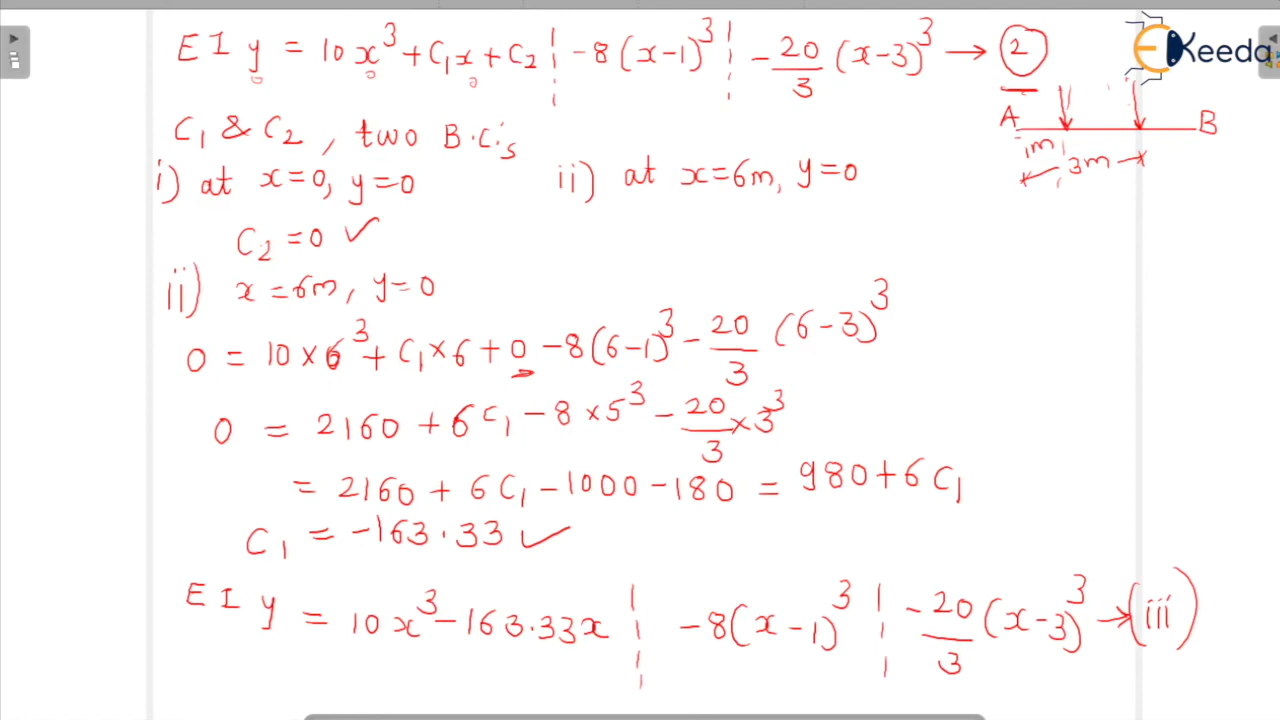 EIy = 10x³ + C₁x + C₂ ¦ -8(x-1)³ ¦ -20/3 (x-3)³ → ②
EKeeda
C₁ & C₂, two B.C's
A B
1m 3m
i) at x=0, y=0 ii) at x=6m, y=0
C₂ = 0 ✓
ii) x=6m, y=0
0 = 10×6³ + C₁×6 + 0 -8(6-1)³ - 20/3 (6-3)³
0 = 2160 + 6C₁ - 8×5³ - 20/3 ×3³
= 2160 + 6C₁ - 1000 - 180 = 980 + 6C₁
C₁ = -163.33 ✓
EIy = 10x³ - 163.33x ¦ -8(x-1)³ ¦ -20/3 (x-3)³ → (iii)